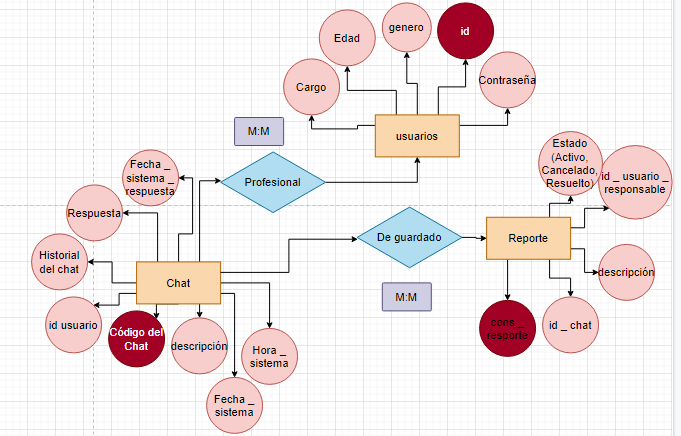 genero
id
Edad
Contraseña
Cargo
M:M
usuarios
Estado
(Activo,
Cancelado,
Resuelto)
Fecha _
sistema _
respuesta
Profesional
id _ usuario _
responsable
Respuesta
De guardado
Reporte
Historial
del chat
descripción
Chat
M:M
id usuario
Código del
Chat
descripción
Hora _
sistema
cons _
resporte
id _ chat
Fecha _
sistema